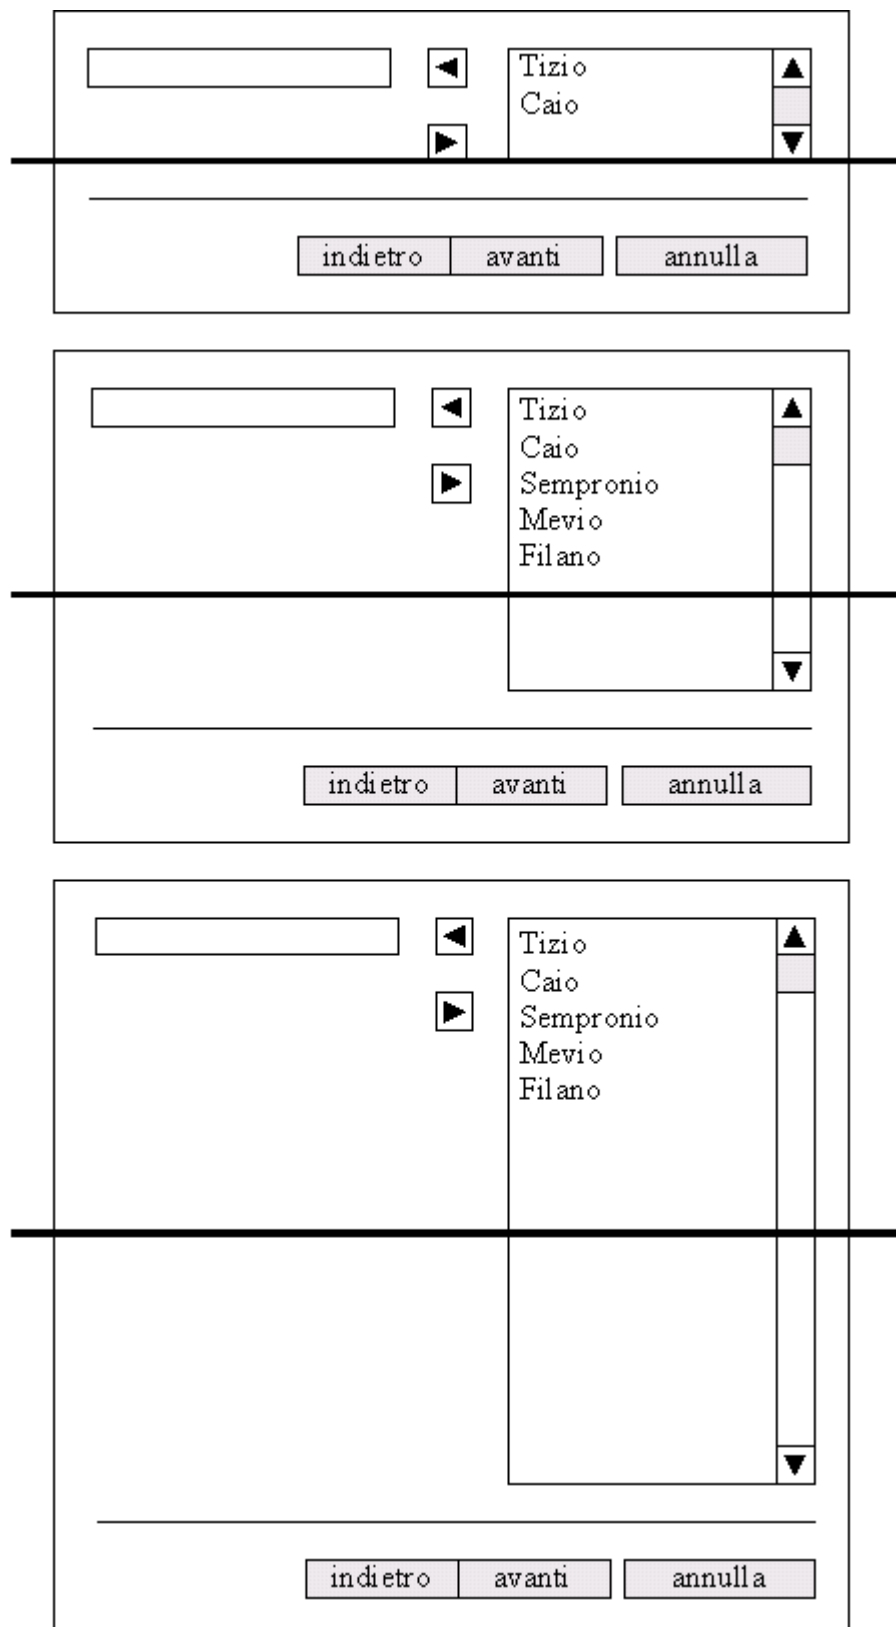 Tizio
Caio
indietro avanti annulla
Tizio
Caio
Sempronio
Mevio
Filano
indietro avanti annulla
Tizio
Caio
Sempronio
Mevio
Filano
indietro avanti annulla